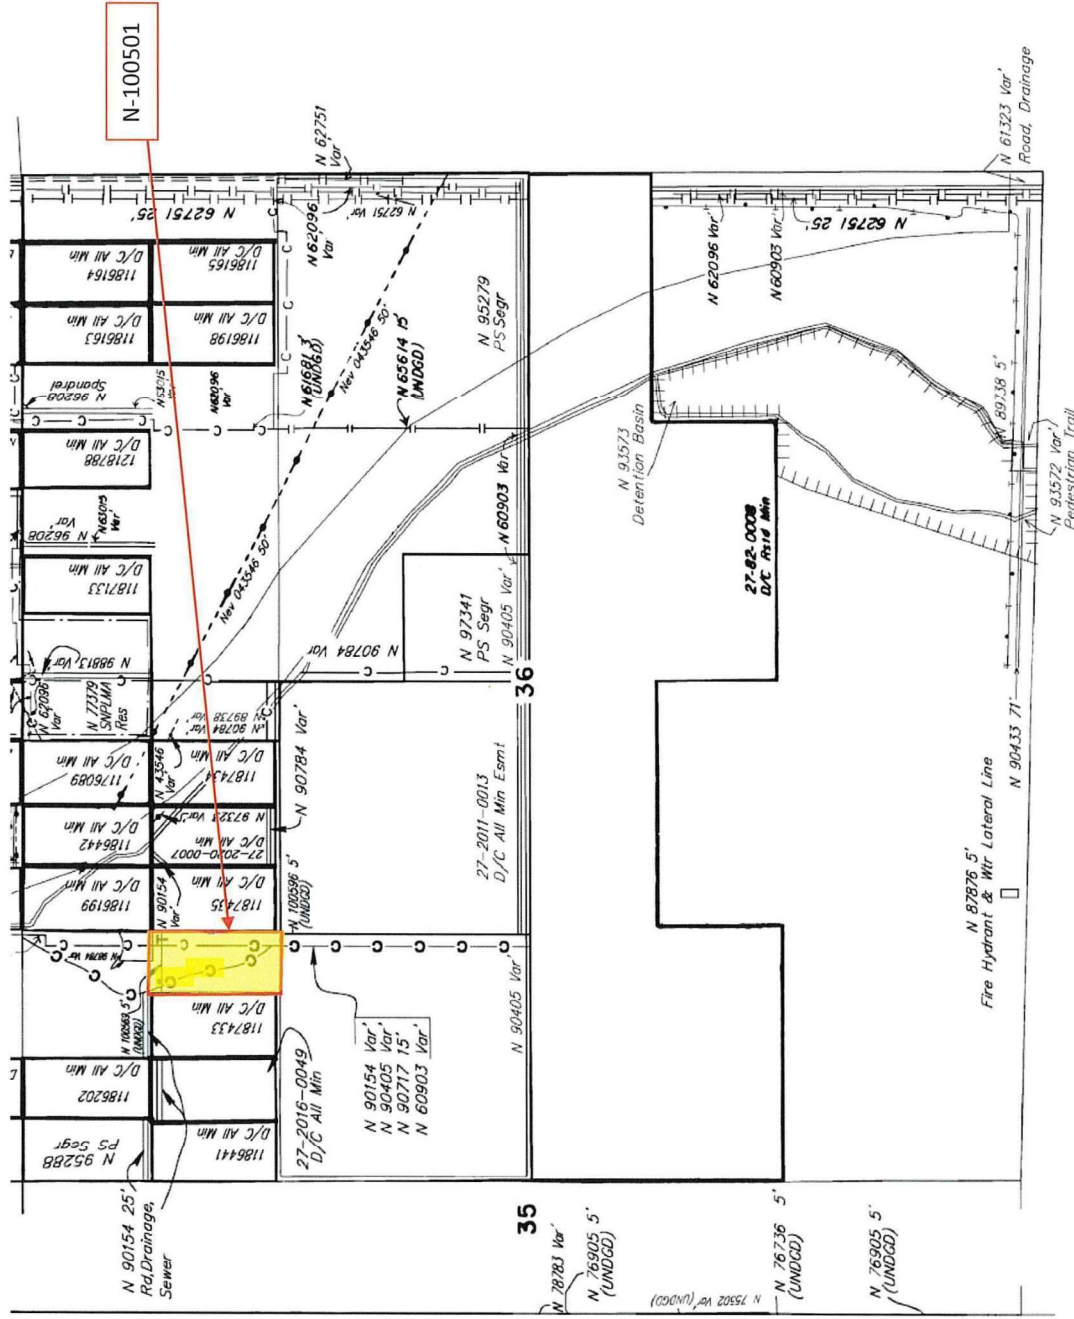 N-100501
N 62751
Var'
N 61323 Var'
Road, Drainage
N 62751 25'
D/C All Min
1186164
D/C All Min
1186165
D/C All Min
1186163
D/C All Min
1186198
N 62096
Var'
N 62751 Var'
N 62751 25'
N 62096 Var'
N 60903 Var'
N 96208
Spandrel
N 62096
Var'
N 61681 3'
(UNDGD)
Nev 043546 50'
N 65614 15'
(UNDGD)
N 95279
PS Segr
D/C All Min
1218788
N 96208
Var'
N 63015
Var'
N 60903 Var'
N 93573
Detention Basin
N 89738 5'
N 93572 Var'
Pedestrian Trail
D/C All Min
1187133
Nev 043546 50'
N 97341
PS Segr
N 90405 Var'
27-82-0008
D/C Rsid Min
N 98813, Var'
N 90784 Var'
N 62096
Var'
N 77379
SNPLMA
Res
36
N 90784 Var'
N 89738 Var'
D/C All Min
1176089
N 43546
Var'
D/C All Min
1187434
N 90784 Var'
N 90433 71'
D/C All Min
1186442
N 97323 Var'
D/C All Min
27-2020-0007
27-2011-0013
D/C All Min Esmt
D/C All Min
1186199
N 90154
Var'
D/C All Min
1187435
N 100596 5'
(UNDGD)
N 87876 5'
Fire Hydrant & Wtr Lateral Line
N 98784 Var'
N 100563 5'
(UNDGD)
D/C All Min
1187433
N 90154 Var'
N 90405 Var'
N 90717 15'
N 60903 Var'
N 90405 Var'
D/C All Min
1186202
27-2016-0049
D/C All Min
N 95288
PS Segr
D/C All Min
1186441
N 90154 25'
Rd,Drainage,
Sewer
35
N 78783 Var'
N 76905 5'
(UNDGD)
N 75302 Var' (UNDGD)
N 76736 5'
(UNDGD)
N 76905 5'
(UNDGD)